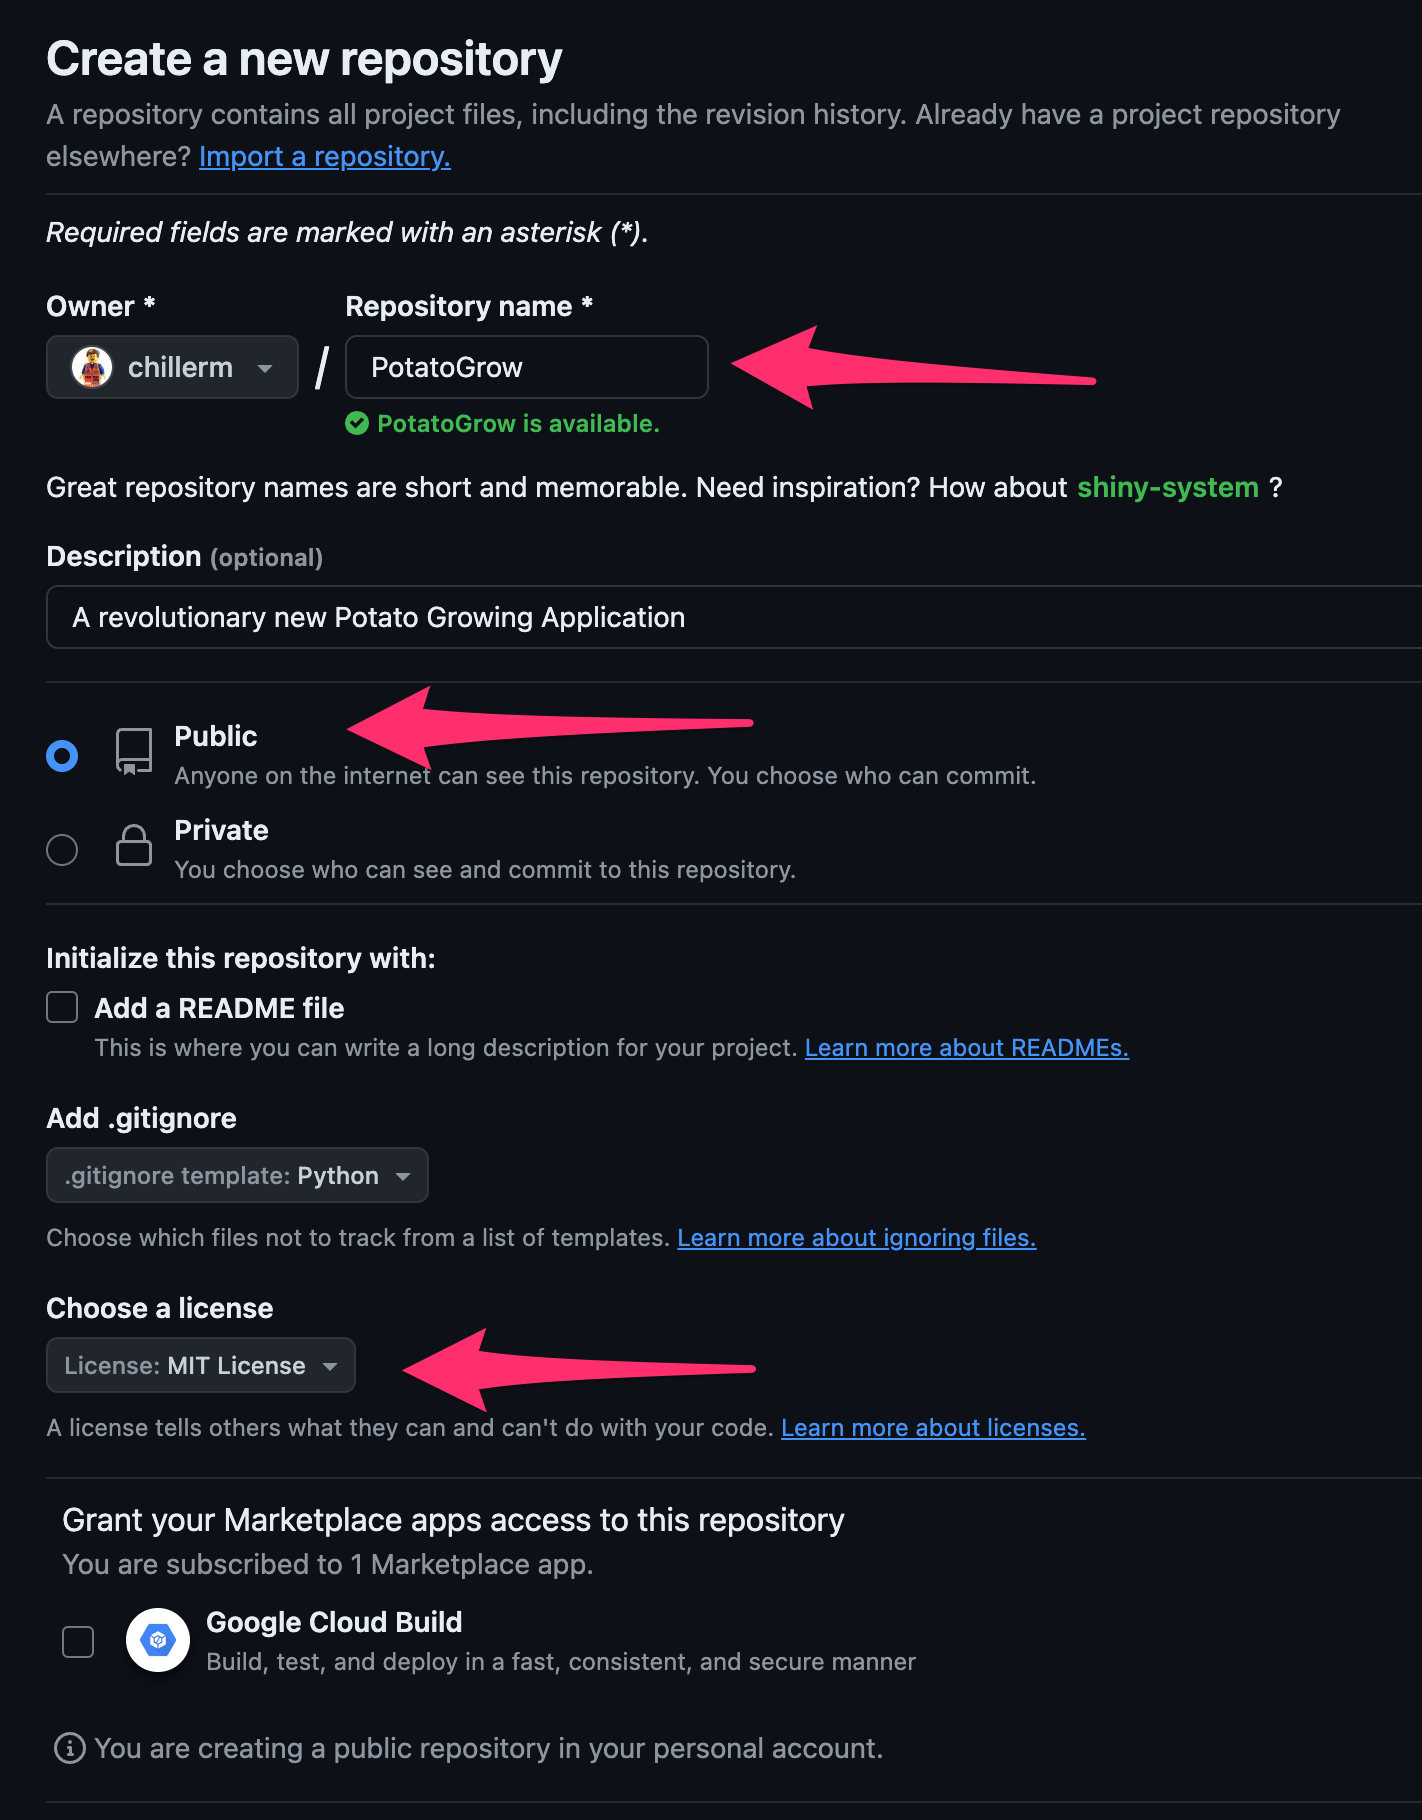 Create a new repository
A repository contains all project files, including the revision history. Already have a project repository
elsewhere? Import a repository.
Required fields are marked with an asterisk (*).
Owner *
Repository name *
chillerm
/
PotatoGrow
PotatoGrow is available.
Great repository names are short and memorable. Need inspiration? How about shiny-system ?
Description (optional)
A revolutionary new Potato Growing Application
Public
Anyone on the internet can see this repository. You choose who can commit.
Private
You choose who can see and commit to this repository.
Initialize this repository with:
Add a README file
This is where you can write a long description for your project. Learn more about READMEs.
Add .gitignore
.gitignore template: Python
Choose which files not to track from a list of templates. Learn more about ignoring files.
Choose a license
License: MIT License
A license tells others what they can and can't do with your code. Learn more about licenses.
Grant your Marketplace apps access to this repository
You are subscribed to 1 Marketplace app.
Google Cloud Build
Build, test, and deploy in a fast, consistent, and secure manner
You are creating a public repository in your personal account.